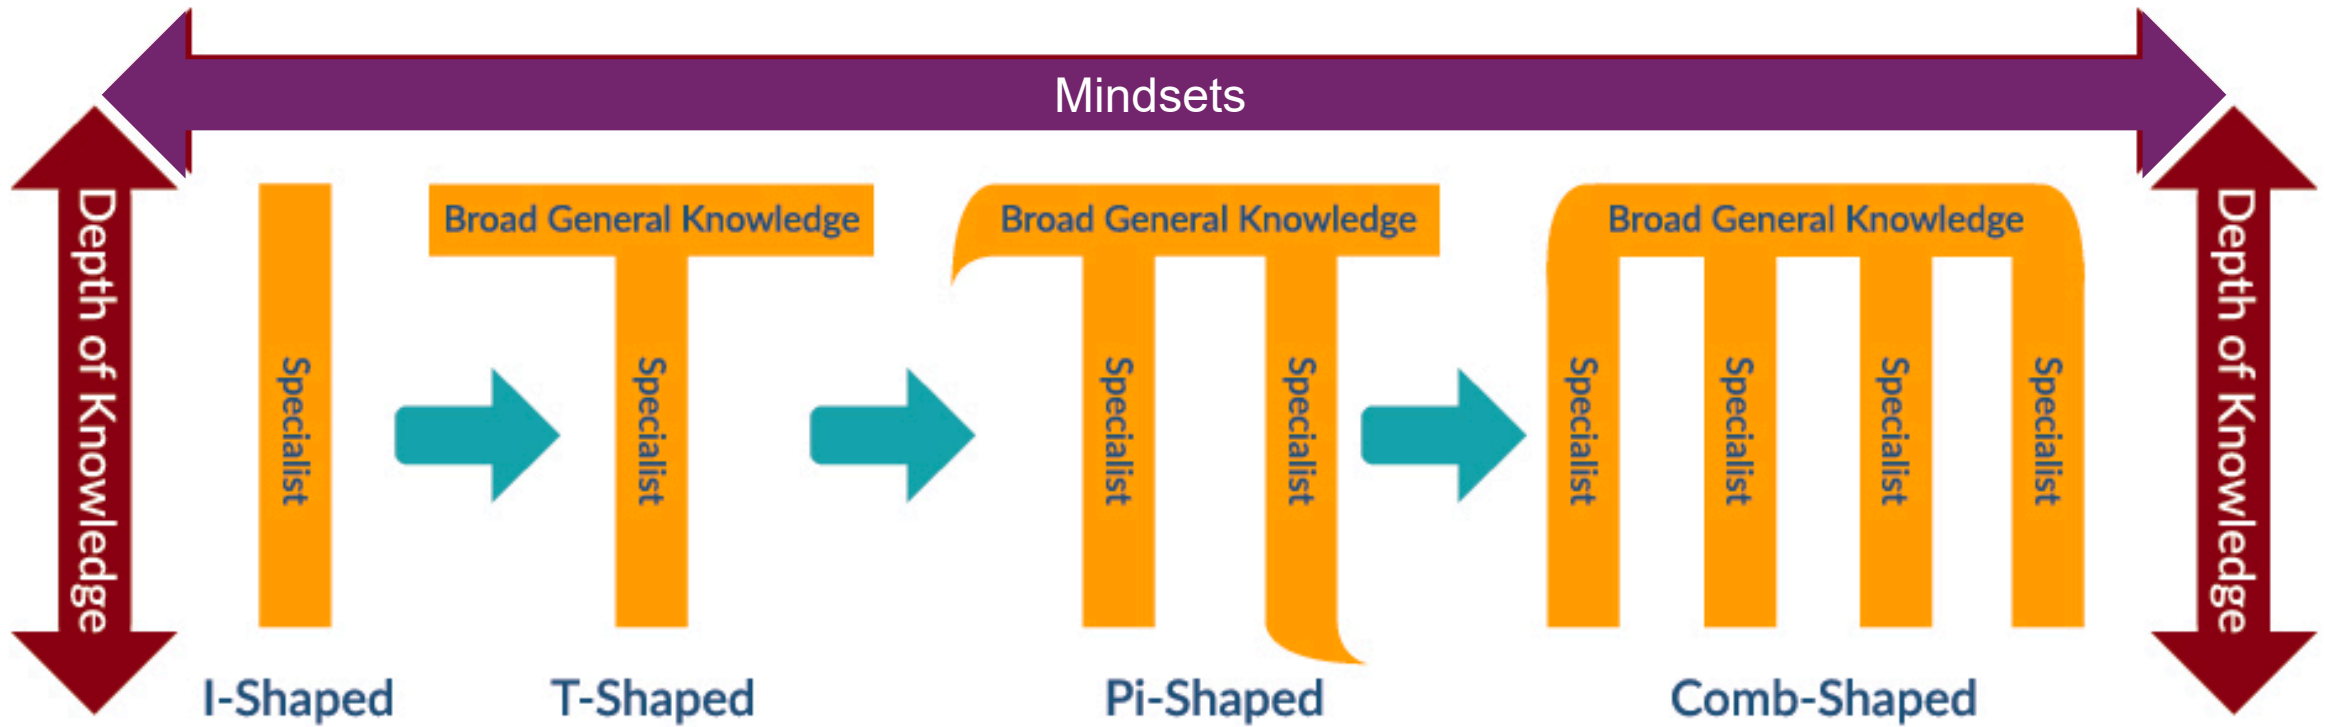 Mindsets
Depth of Knowledge
Specialist
I-Shaped
Broad General Knowledge
Specialist
T-Shaped
Broad General Knowledge
Specialist
Specialist
Pi-Shaped
Broad General Knowledge
Specialist
Specialist
Specialist
Specialist
Comb-Shaped
Depth of Knowledge